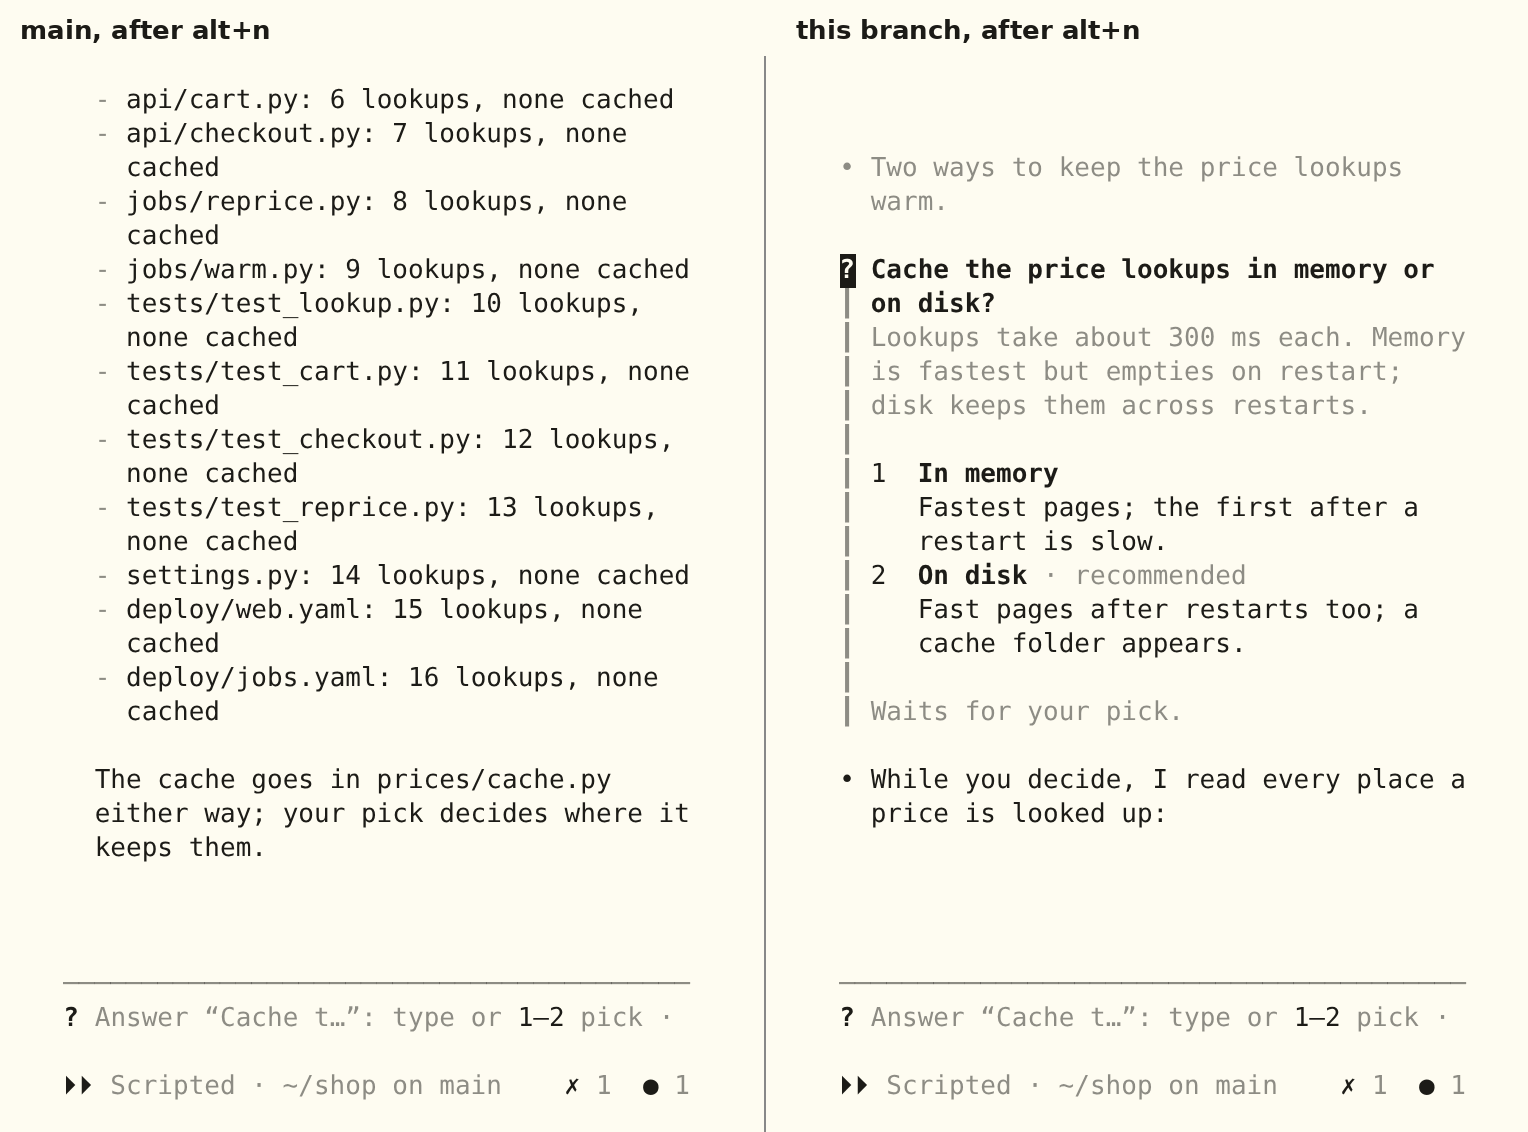 main, after alt+n
- api/cart.py: 6 lookups, none cached
- api/checkout.py: 7 lookups, none
cached
- jobs/reprice.py: 8 lookups, none
cached
- jobs/warm.py: 9 lookups, none cached
- tests/test_lookup.py: 10 lookups,
none cached
- tests/test_cart.py: 11 lookups, none
cached
- tests/test_checkout.py: 12 lookups,
none cached
- tests/test_reprice.py: 13 lookups,
none cached
- settings.py: 14 lookups, none cached
- deploy/web.yaml: 15 lookups, none
cached
- deploy/jobs.yaml: 16 lookups, none
cached
The cache goes in prices/cache.py
either way; your pick decides where it
keeps them.
? Answer “Cache t…”: type or 1–2 pick ·
⏵⏵ Scripted · ~/shop on main ✗ 1 ● 1
this branch, after alt+n
• Two ways to keep the price lookups
warm.
? Cache the price lookups in memory or
on disk?
Lookups take about 300 ms each. Memory
is fastest but empties on restart;
disk keeps them across restarts.
1 In memory
Fastest pages; the first after a
restart is slow.
2 On disk · recommended
Fast pages after restarts too; a
cache folder appears.
Waits for your pick.
• While you decide, I read every place a
price is looked up:
? Answer “Cache t…”: type or 1–2 pick ·
⏵⏵ Scripted · ~/shop on main ✗ 1 ● 1